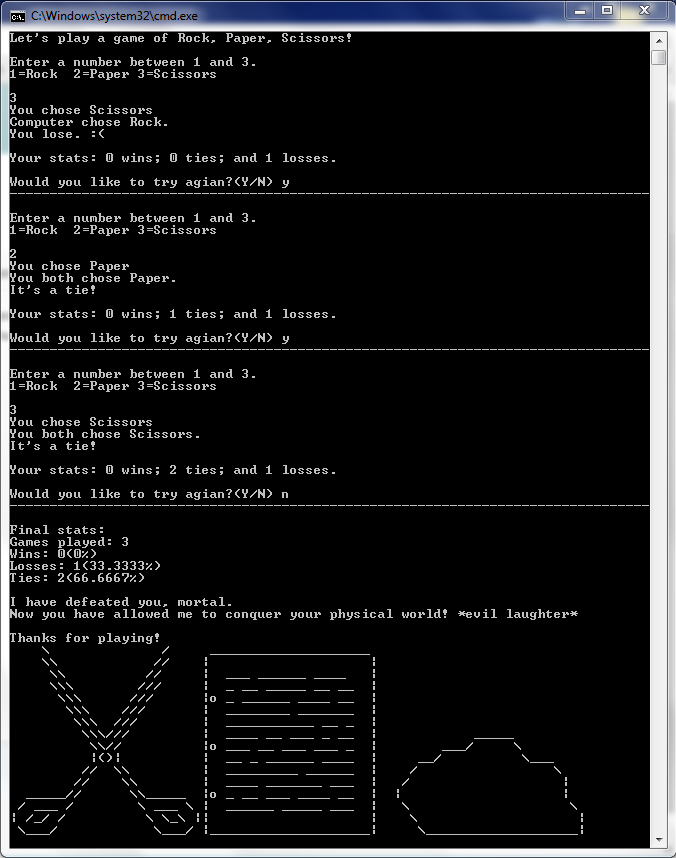 C:\Windows\system32\cmd.exe
Let's play a game of Rock, Paper, Scissors!
Enter a number between 1 and 3.
1=Rock  2=Paper 3=Scissors
3
You chose Scissors
Computer chose Rock.
You lose. :(
Your stats: 0 wins; 0 ties; and 1 losses.
Would you like to try agian?(Y/N) y
Enter a number between 1 and 3.
1=Rock  2=Paper 3=Scissors
2
You chose Paper
You both chose Paper.
It's a tie!
Your stats: 0 wins; 1 ties; and 1 losses.
Would you like to try agian?(Y/N) y
Enter a number between 1 and 3.
1=Rock  2=Paper 3=Scissors
3
You chose Scissors
You both chose Scissors.
It's a tie!
Your stats: 0 wins; 2 ties; and 1 losses.
Would you like to try agian?(Y/N) n
Final stats:
Games played: 3
Wins: 0(0%)
Losses: 1(33.3333%)
Ties: 2(66.6667%)
I have defeated you, mortal.
Now you have allowed me to conquer your physical world! *evil laughter*
Thanks for playing!